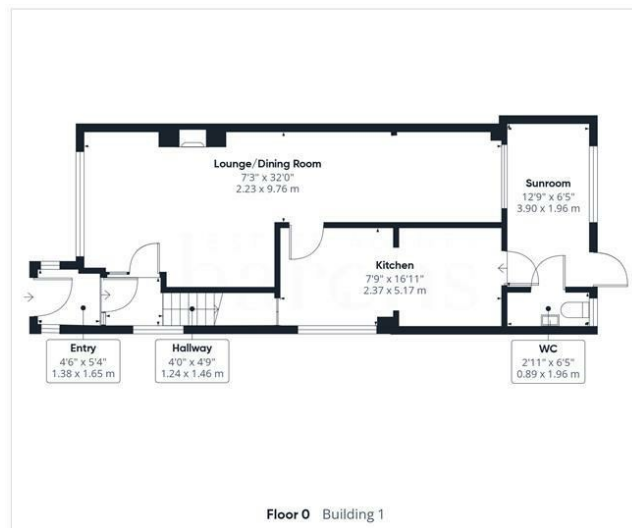 Lounge/Dining Room
7'3" x 32'0"
2.23 x 9.76 m
Sunroom
12'9" x 6'5"
3.90 x 1.96 m
Kitchen
7'9" x 16'11"
2.37 x 5.17 m
Entry
4'6" x 5'4"
1.38 x 1.65 m
Hallway
4'0" x 4'9"
1.24 x 1.46 m
WC
2'11" x 6'5"
0.89 x 1.96 m
Floor 0 Building 1